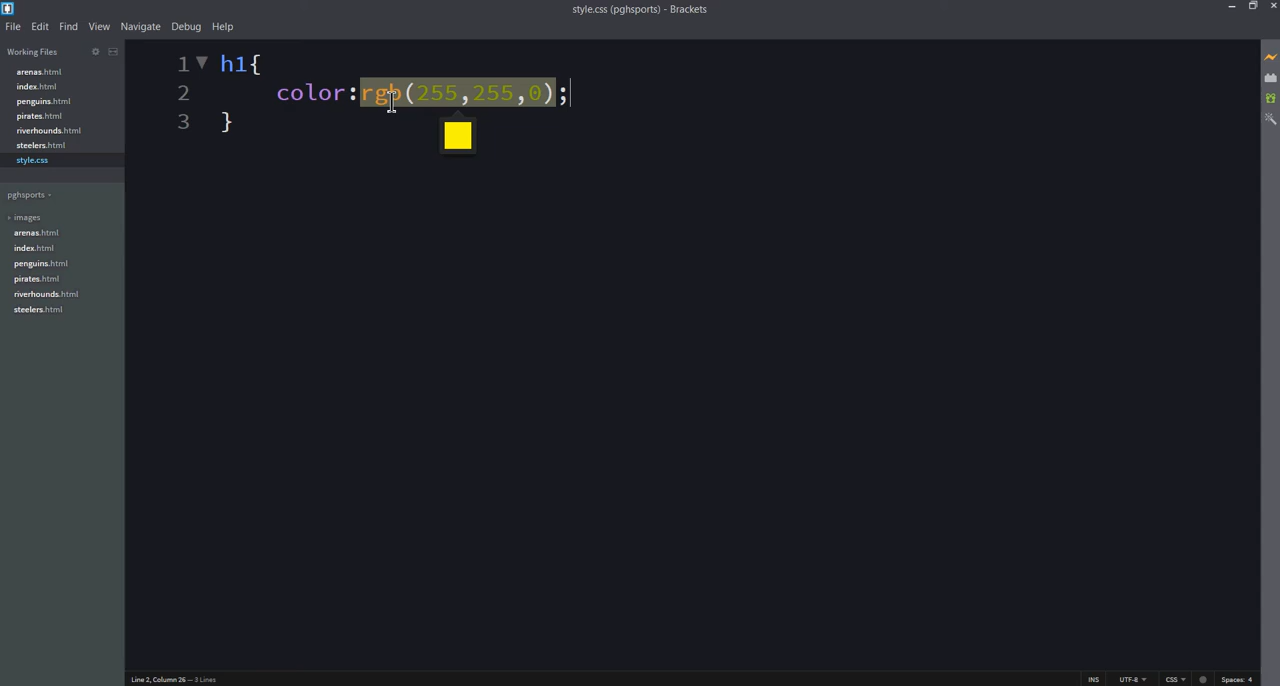 style.css (pghsports) - Brackets
File Edit Find View Navigate Debug Help
Working Files
arenas.html
index.html
penguins.html
pirates.html
riverhounds.html
steelers.html
style.css
pghsports
images
arenas.html
index.html
penguins.html
pirates.html
riverhounds.html
steelers.html
1 h1{
2 color:rgb(255,255,0);
3 }
Line 2, Column 26 — 3 Lines
INS UTF-8 CSS Spaces: 4